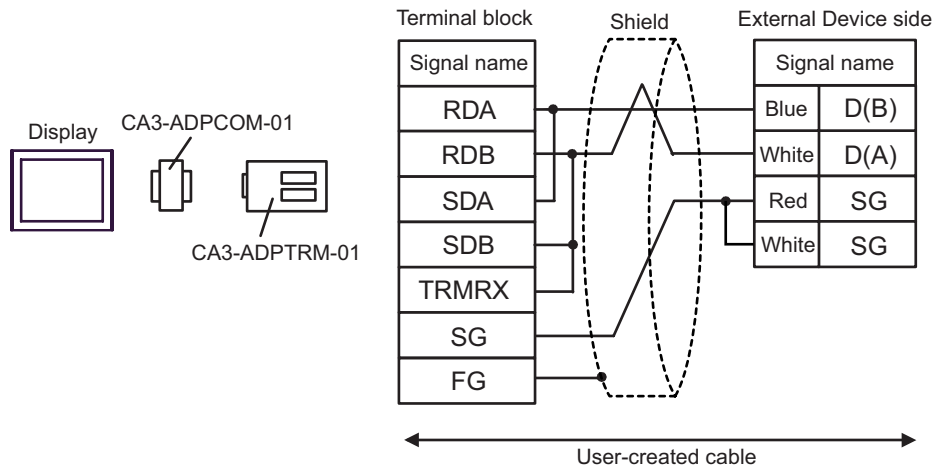 Display
CA3-ADPCOM-01
CA3-ADPTRM-01
Terminal block
Shield
External Device side
Signal name
RDA
RDB
SDA
SDB
TRMRX
SG
FG
Signal name
Blue D(B)
White D(A)
Red SG
White SG
User-created cable